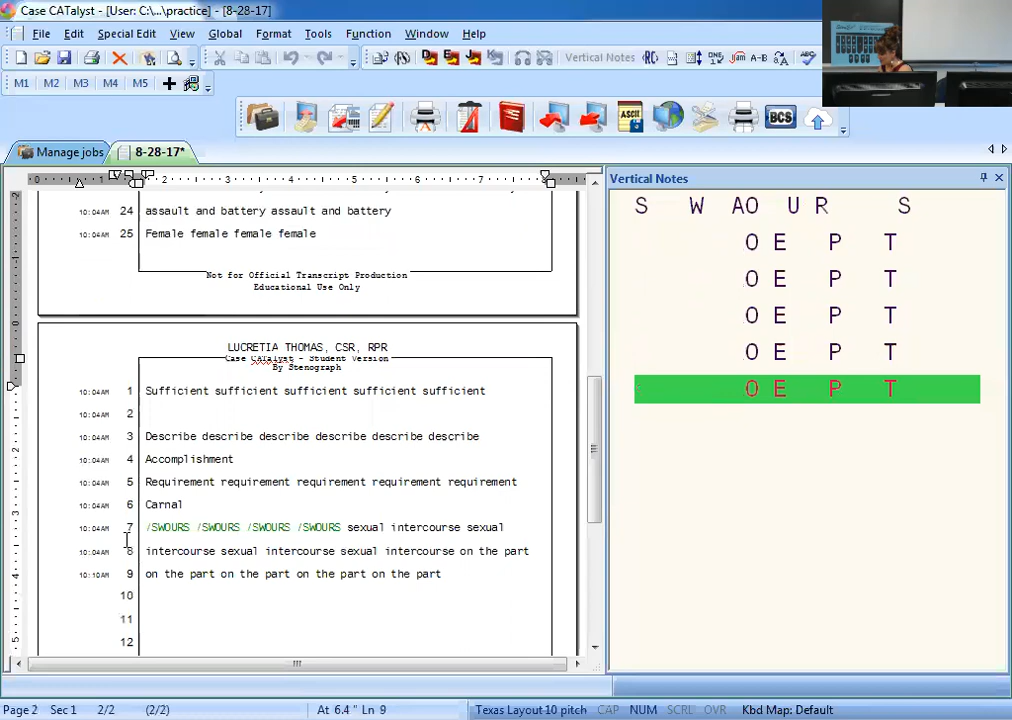 Case CATalyst - [User: C:\...\practice] - [8-28-17]
File Edit Special Edit View Global Format Tools Function Window Help
Vertical Notes
M1 M2 M3 M4 M5
ASCII BCS
Manage jobs 8-28-17*
Vertical Notes
10:04AM 24 assault and battery assault and battery
10:04AM 25 Female female female female
Not for Official Transcript Production
Educational Use Only
LUCRETIA THOMAS, CSR, RPR
Case CATalyst - Student Version
By Stenograph
10:04AM 1 Sufficient sufficient sufficient sufficient sufficient
10:04AM 2
10:04AM 3 Describe describe describe describe describe describe
10:04AM 4 Accomplishment
10:04AM 5 Requirement requirement requirement requirement requirement
10:04AM 6 Carnal
10:04AM 7 /SWOURS /SWOURS /SWOURS /SWOURS sexual intercourse sexual
10:04AM 8 intercourse sexual intercourse sexual intercourse on the part
10:10AM 9 on the part on the part on the part on the part
10
11
12
S W AO U R S
O E P T
O E P T
O E P T
O E P T
O E P T
Page 2 Sec 1 2/2 (2/2) At 6.4 " Ln 9 Texas Layout 10 pitch CAP NUM SCRL OVR Kbd Map: Default